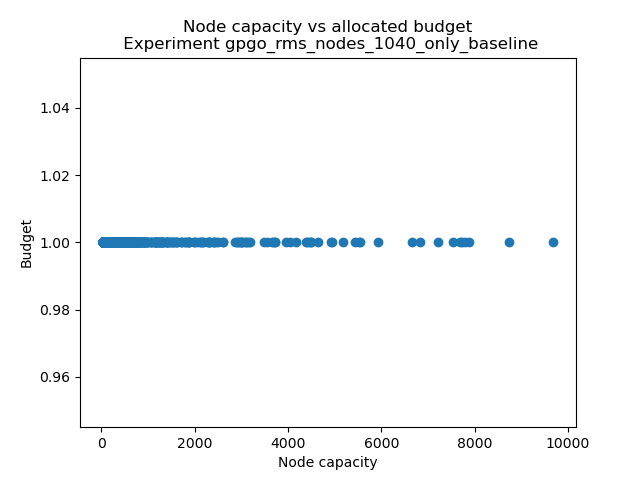 Node capacity vs allocated budget
Experiment gpgo_rms_nodes_1040_only_baseline
1.04
1.02
1.00
0.98
0.96
Budget
0
2000
4000
6000
8000
10000
Node capacity